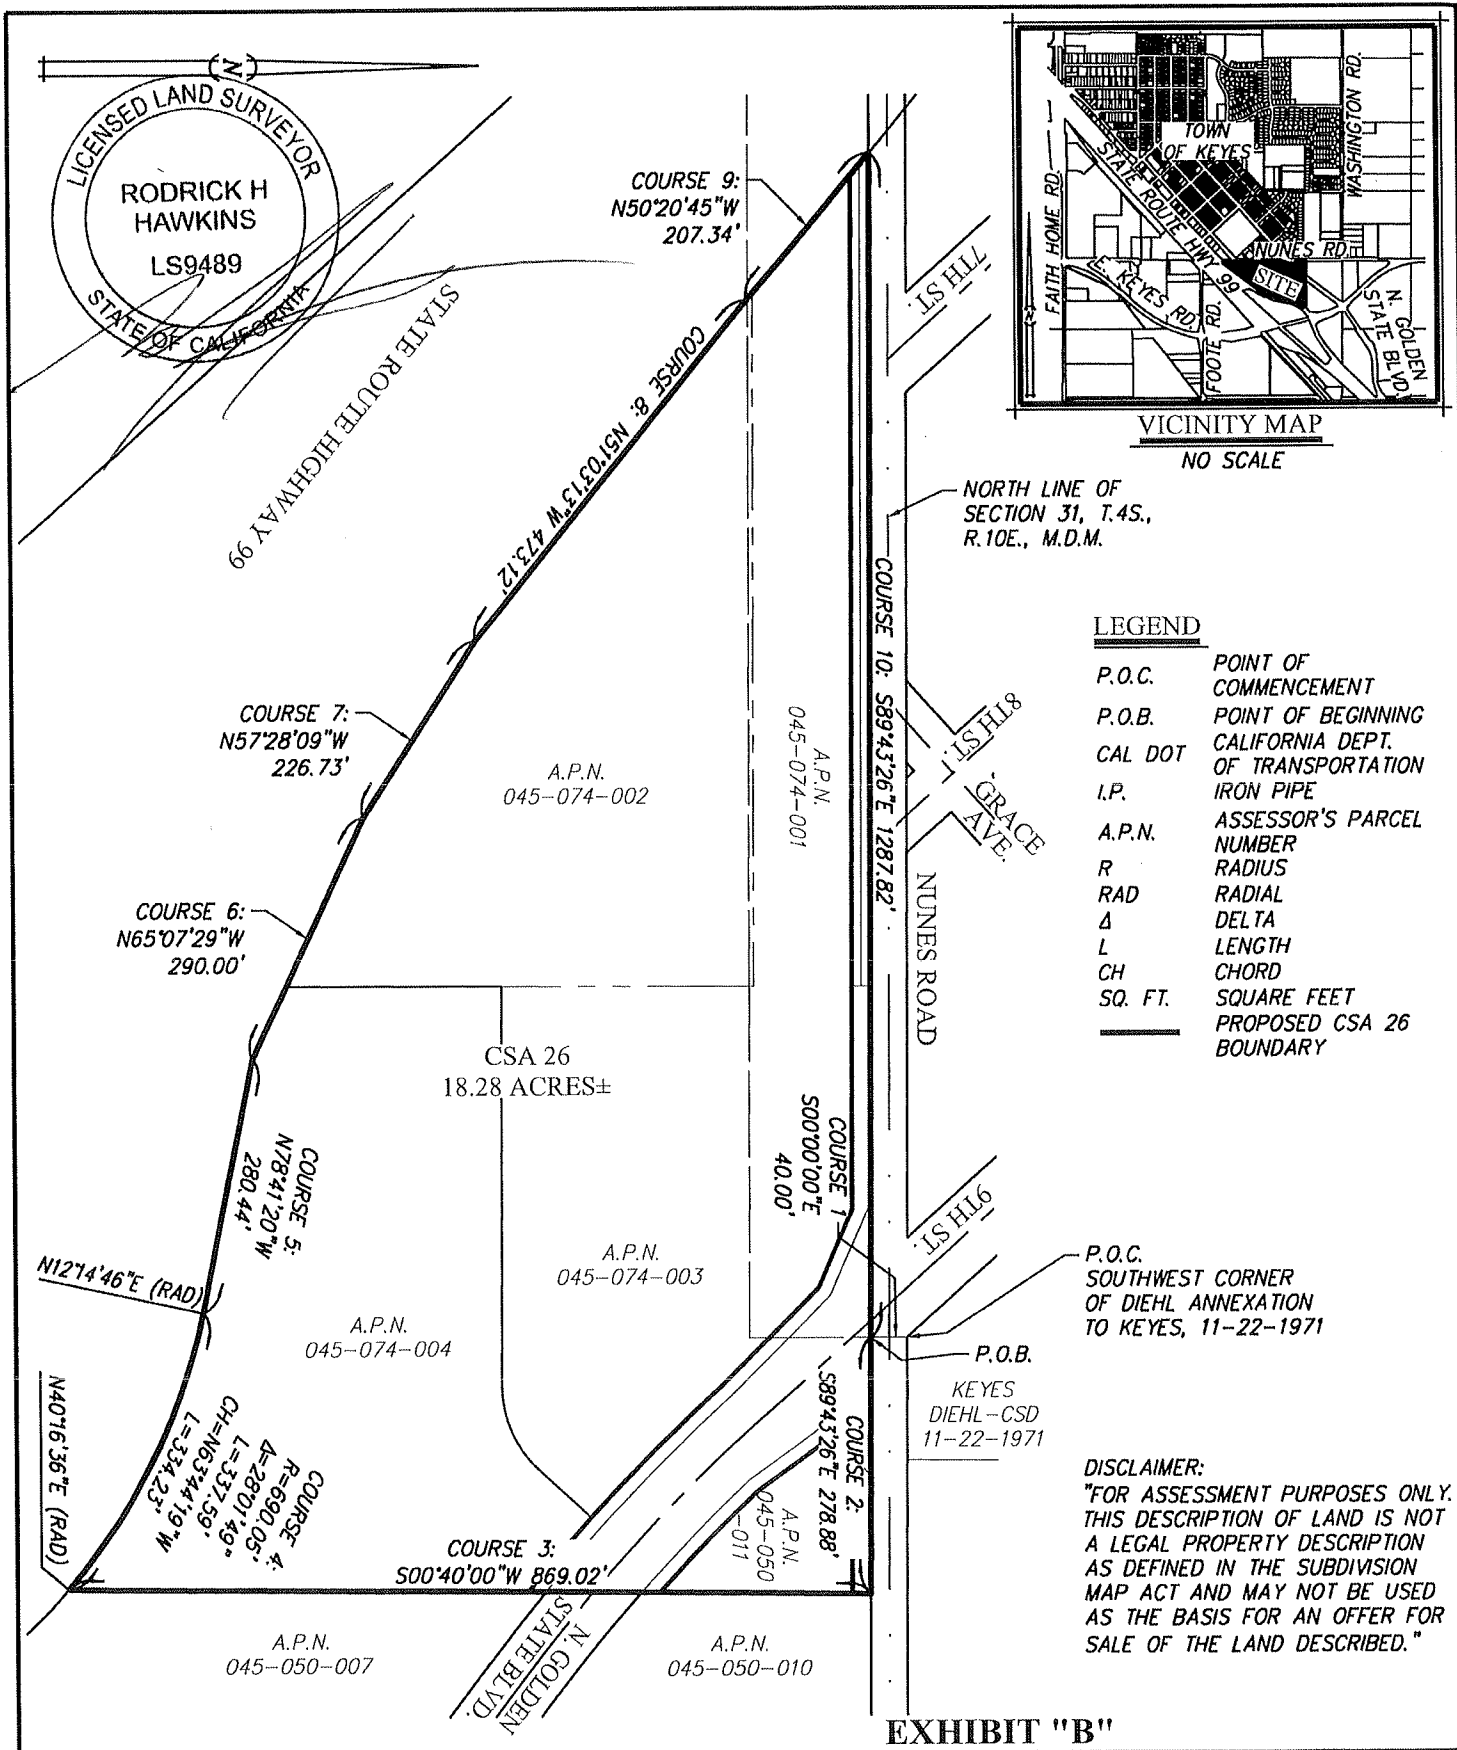 N
LICENSED LAND SURVEYOR
RODRICK H
HAWKINS
LS9489
STATE OF CALIFORNIA
STATE ROUTE HIGHWAY 99
COURSE 9:
N50°20'45"W
207.34'
COURSE 8: N51°03'13"W 473.12'
COURSE 7:
N57°28'09"W
226.73'
COURSE 6:
N65°07'29"W
290.00'
COURSE 5:
N78°41'20"W
280.44'
N12°14'46"E (RAD)
N40°16'36"E (RAD)
COURSE 4:
R=690.05'
Δ=28°01'49"
L=337.59'
CH=N63°44'19"W
L=334.23'
COURSE 3:
S00°40'00"W 869.02'
COURSE 2:
S89°43'26"E 278.88'
COURSE 1
S00°00'00"E
40.00'
COURSE 10: S89°43'26"E 1287.82'
A.P.N.
045-074-002
A.P.N.
045-074-001
CSA 26
18.28 ACRES±
A.P.N.
045-074-003
A.P.N.
045-074-004
A.P.N.
045-050
-011
A.P.N.
045-050-007
A.P.N.
045-050-010
N. GOLDEN
STATE BLVD.
7TH ST.
8TH ST.
GRACE
AVE.
NUNES ROAD
9TH ST.
TOWN
OF KEYES
STATE ROUTE HWY 99
FAITH HOME RD.
WASHINGTON RD.
NUNES RD.
SITE
E. KEYES RD.
FOOTE RD.
N. GOLDEN
STATE BLVD.
N
VICINITY MAP
NO SCALE
NORTH LINE OF
SECTION 31, T.4S.,
R.10E., M.D.M.
LEGEND
P.O.C. POINT OF
COMMENCEMENT
P.O.B. POINT OF BEGINNING
CAL DOT CALIFORNIA DEPT.
OF TRANSPORTATION
I.P. IRON PIPE
A.P.N. ASSESSOR'S PARCEL
NUMBER
R RADIUS
RAD RADIAL
Δ DELTA
L LENGTH
CH CHORD
SQ. FT. SQUARE FEET
PROPOSED CSA 26
BOUNDARY
P.O.C.
SOUTHWEST CORNER
OF DIEHL ANNEXATION
TO KEYES, 11-22-1971
P.O.B.
KEYES
DIEHL-CSD
11-22-1971
DISCLAIMER:
"FOR ASSESSMENT PURPOSES ONLY.
THIS DESCRIPTION OF LAND IS NOT
A LEGAL PROPERTY DESCRIPTION
AS DEFINED IN THE SUBDIVISION
MAP ACT AND MAY NOT BE USED
AS THE BASIS FOR AN OFFER FOR
SALE OF THE LAND DESCRIBED."
EXHIBIT "B"